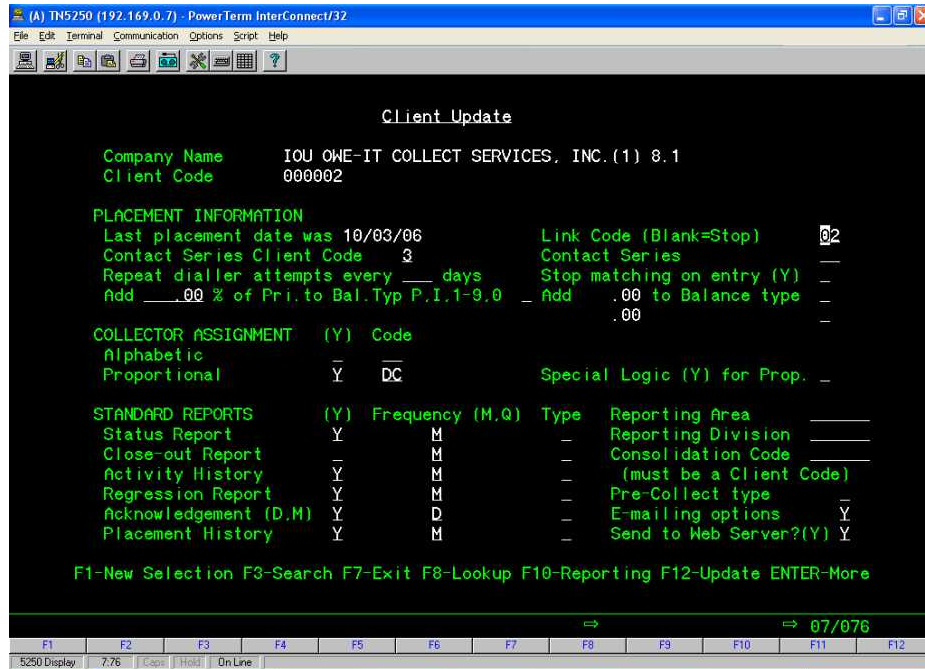 (A) TN5250 (192.169.0.7) - PowerTerm InterConnect/32
File Edit Terminal Communication Options Script Help
Client Update
Company Name IOU OWE-IT COLLECT SERVICES, INC.(1) 8.1
Client Code 000002
PLACEMENT INFORMATION
Last placement date was 10/03/06 Link Code (Blank=Stop) 02
Contact Series Client Code 3 Contact Series __
Repeat dialler attempts every ___ days Stop matching on entry (Y) _
Add ____.00 % of Pri.to Bal.Typ P,I,1-9,0 _ Add .00 to Balance type _
.00 _
COLLECTOR ASSIGNMENT (Y) Code
Alphabetic _ __
Proportional Y DC Special Logic (Y) for Prop. _
STANDARD REPORTS (Y) Frequency (M,Q) Type Reporting Area ______
Status Report Y M _ Reporting Division ______
Close-out Report _ M _ Consolidation Code ______
Activity History Y M _ (must be a Client Code)
Regression Report Y M _ Pre-Collect type _
Acknowledgement (D,M) Y D _ E-mailing options Y
Placement History Y M _ Send to Web Server?(Y) Y
F1-New Selection F3-Search F7-Exit F8-Lookup F10-Reporting F12-Update ENTER-More
⇨ ⇨ 07/076
F1 F2 F3 F4 F5 F6 F7 F8 F9 F10 F11 F12
5250 Display 7:76 Caps Hold On Line